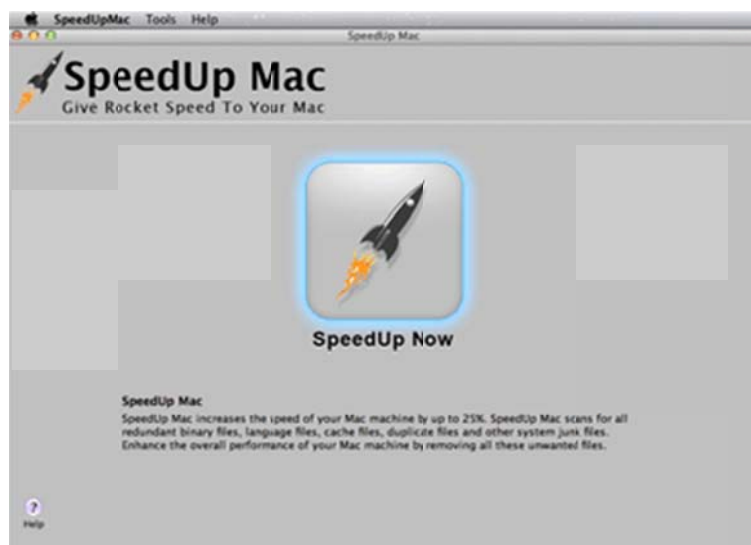 SpeedUpMac Tools Help
SpeedUp Mac
SpeedUp Mac
Give Rocket Speed To Your Mac
SpeedUp Now
SpeedUp Mac
SpeedUp Mac increases the speed of your Mac machine by up to 25%. SpeedUp Mac scans for all
redundant binary files, language files, cache files, duplicate files and other system junk files.
Enhance the overall performance of your Mac machine by removing all these unwanted files.
?
Help